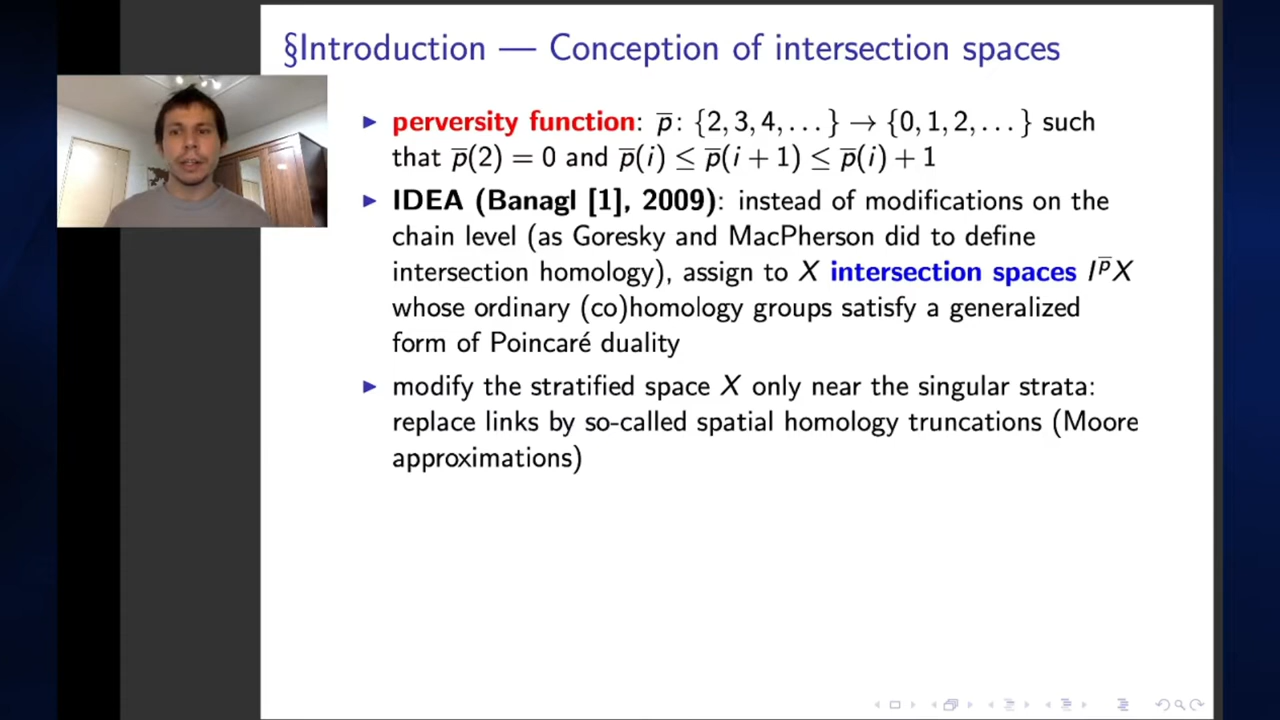 §Introduction — Conception of intersection spaces
▶ perversity function: p̅: {2, 3, 4, . . . } → {0, 1, 2, . . . } such
that p̅(2) = 0 and p̅(i) ≤ p̅(i + 1) ≤ p̅(i) + 1
▶ IDEA (Banagl [1], 2009): instead of modifications on the
chain level (as Goresky and MacPherson did to define
intersection homology), assign to X intersection spaces I^p̅X
whose ordinary (co)homology groups satisfy a generalized
form of Poincaré duality
▶ modify the stratified space X only near the singular strata:
replace links by so-called spatial homology truncations (Moore
approximations)